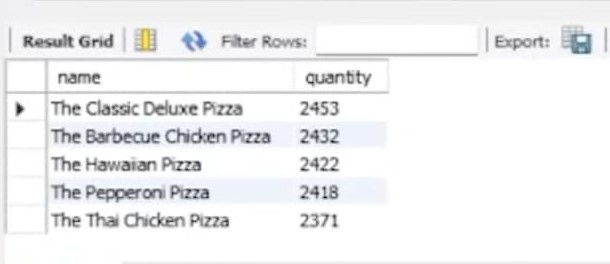 Result Grid Filter Rows: Export:
name quantity
The Classic Deluxe Pizza 2453
The Barbecue Chicken Pizza 2432
The Hawaiian Pizza 2422
The Pepperoni Pizza 2418
The Thai Chicken Pizza 2371